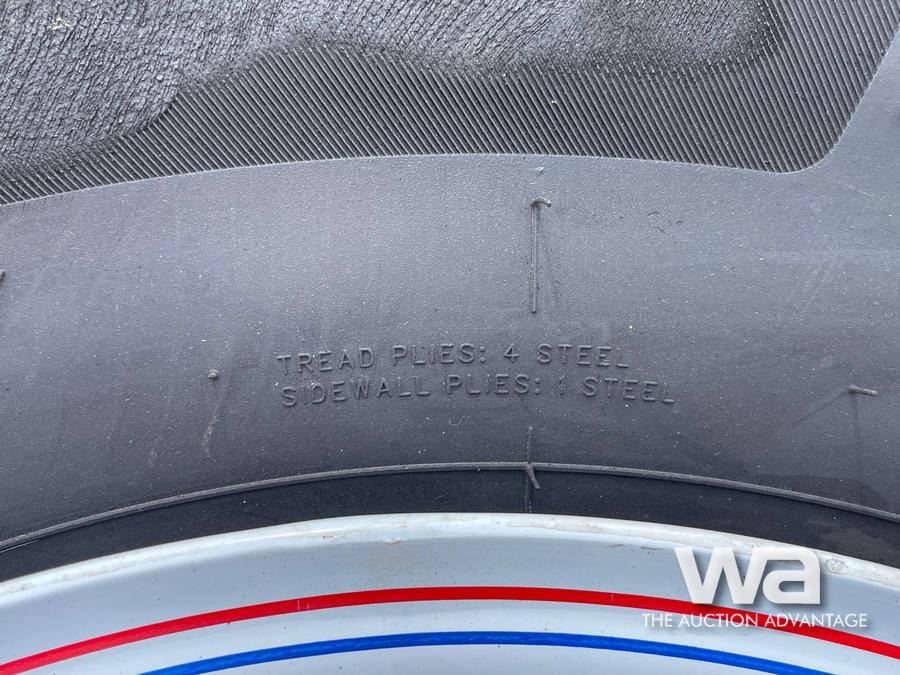 TREAD PLIES: 4 STEEL
SIDEWALL PLIES: 1 STEEL
wa
THE AUCTION ADVANTAGE